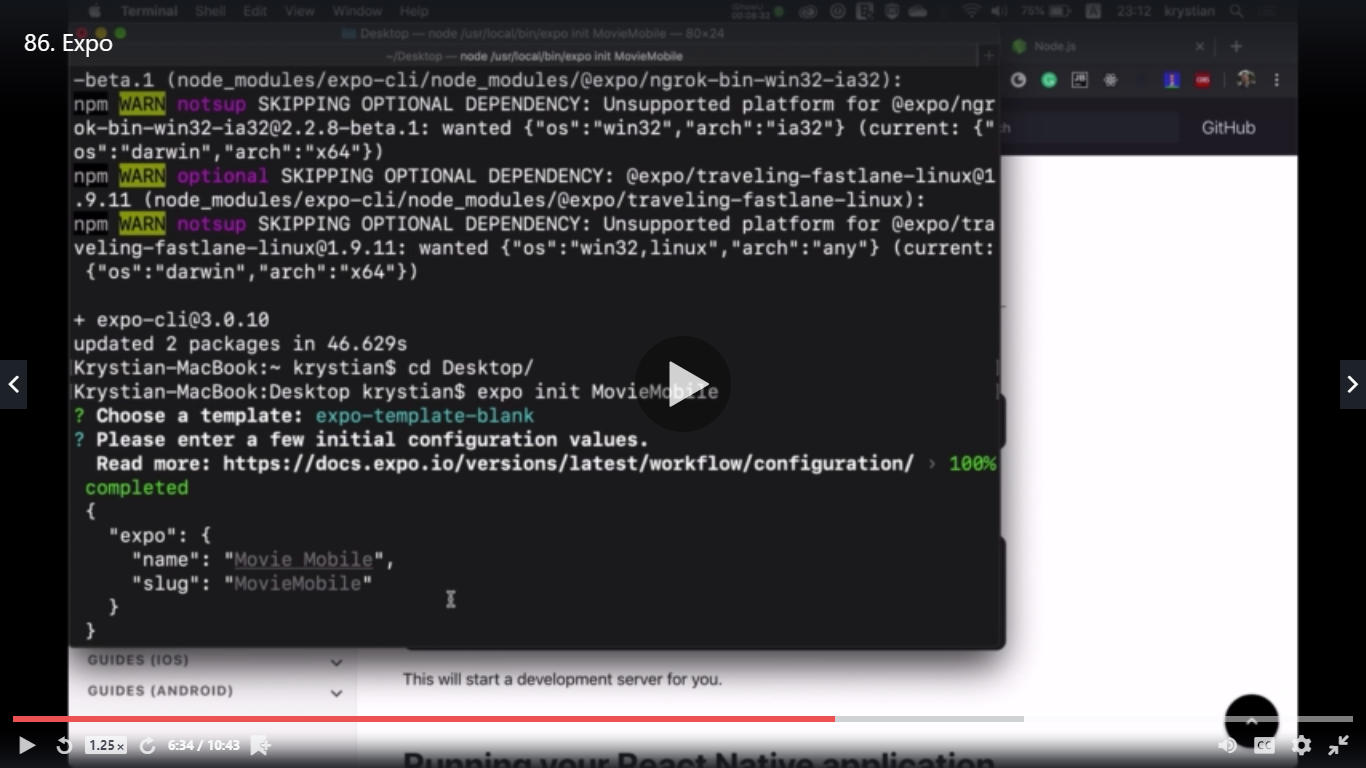 Terminal Shell Edit View Window Help 75% 23:12 krystian
Desktop — node /usr/local/bin/expo init MovieMobile — 80×24
86. Expo
~/Desktop — node /usr/local/bin/expo init MovieMobile
Node.js
-beta.1 (node_modules/expo-cli/node_modules/@expo/ngrok-bin-win32-ia32):
npm WARN notsup SKIPPING OPTIONAL DEPENDENCY: Unsupported platform for @expo/ngr
ok-bin-win32-ia32@2.2.8-beta.1: wanted {"os":"win32","arch":"ia32"} (current: {"
os":"darwin","arch":"x64"})
GitHub
npm WARN optional SKIPPING OPTIONAL DEPENDENCY: @expo/traveling-fastlane-linux@1
.9.11 (node_modules/expo-cli/node_modules/@expo/traveling-fastlane-linux):
npm WARN notsup SKIPPING OPTIONAL DEPENDENCY: Unsupported platform for @expo/tra
veling-fastlane-linux@1.9.11: wanted {"os":"win32,linux","arch":"any"} (current:
{"os":"darwin","arch":"x64"})
+ expo-cli@3.0.10
updated 2 packages in 46.629s
Krystian-MacBook:~ krystian$ cd Desktop/
Krystian-MacBook:Desktop krystian$ expo init MovieMobile
? Choose a template: expo-template-blank
? Please enter a few initial configuration values.
Read more: https://docs.expo.io/versions/latest/workflow/configuration/ › 100%
completed
{
"expo": {
"name": "Movie Mobile",
"slug": "MovieMobile"
}
}
GUIDES (IOS)
This will start a development server for you.
GUIDES (ANDROID)
1.25x 6:34 / 10:43 CC
Running your React Native application